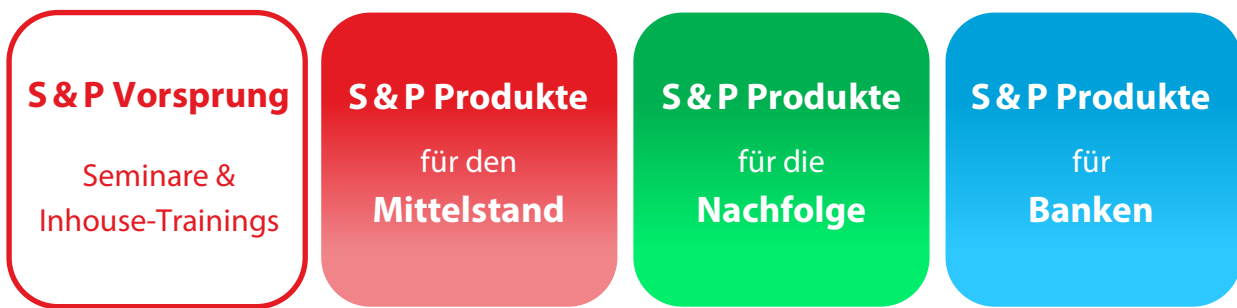 S & P Vorsprung
Seminare &
Inhouse-Trainings
S & P Produkte
für den
Mittelstand
S & P Produkte
für die
Nachfolge
S & P Produkte
für
Banken